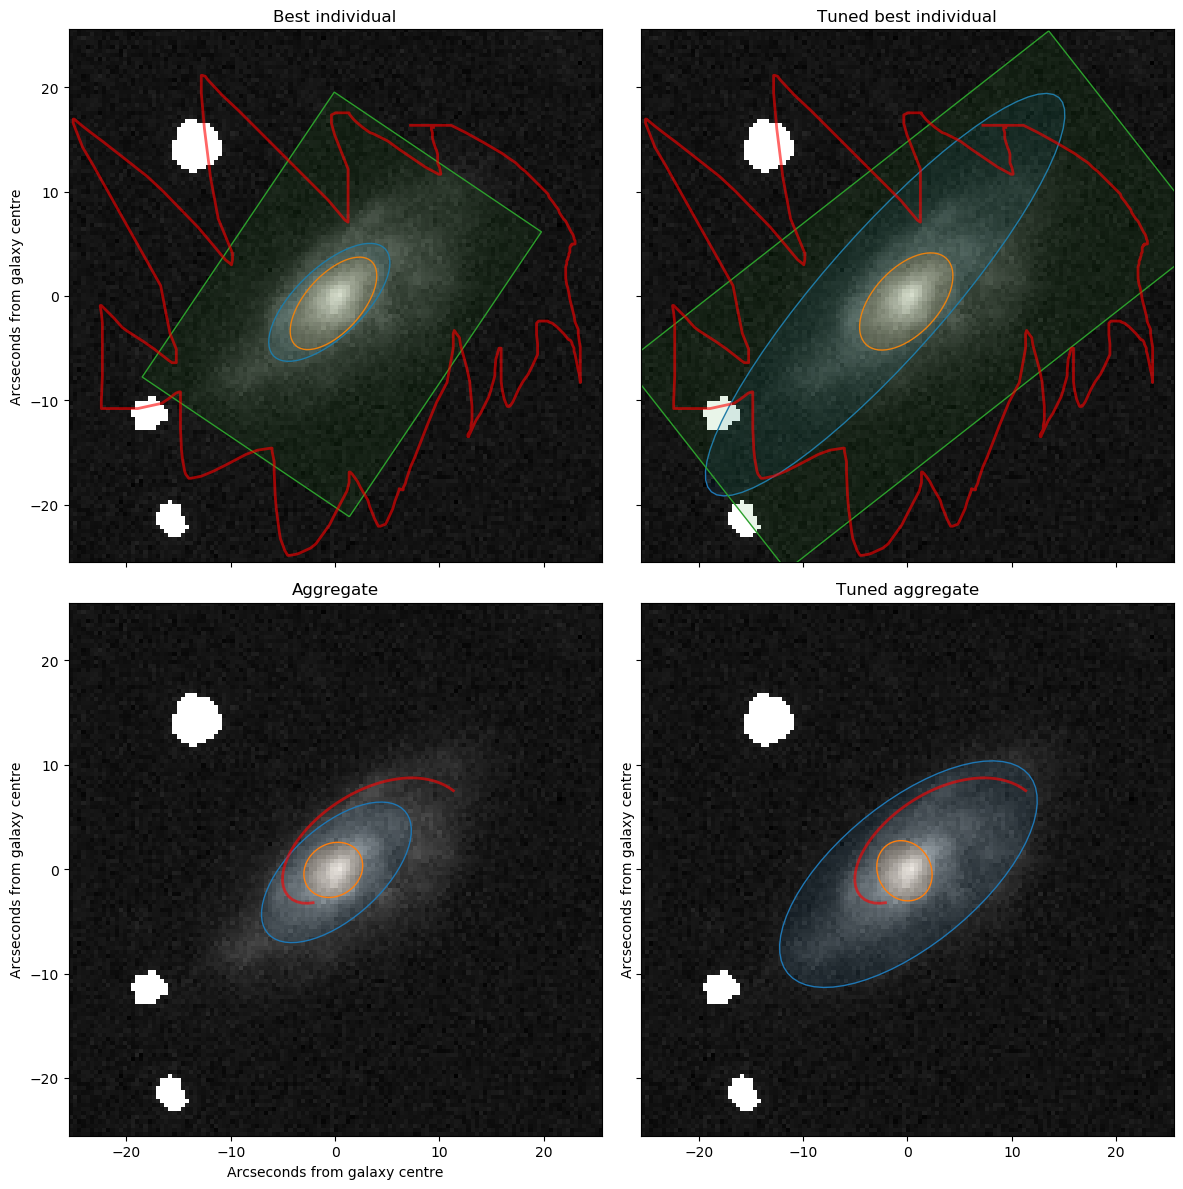 Best individual
Tuned best individual
20
10
0
−10
−20
Arcseconds from galaxy centre
Aggregate
Tuned aggregate
20
10
0
−10
−20
Arcseconds from galaxy centre
Arcseconds from galaxy centre
−20 −10 0 10 20
−20 −10 0 10 20
Arcseconds from galaxy centre